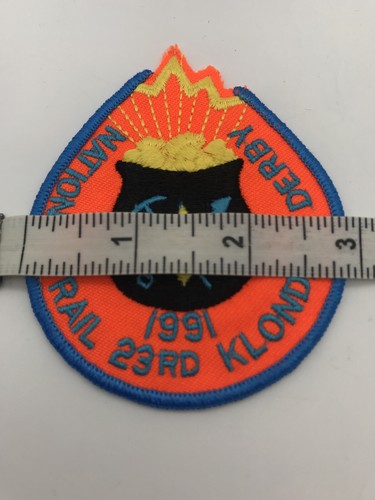 NATION
RAIL 23RD KLOND
DERBY
1991
1 2 3